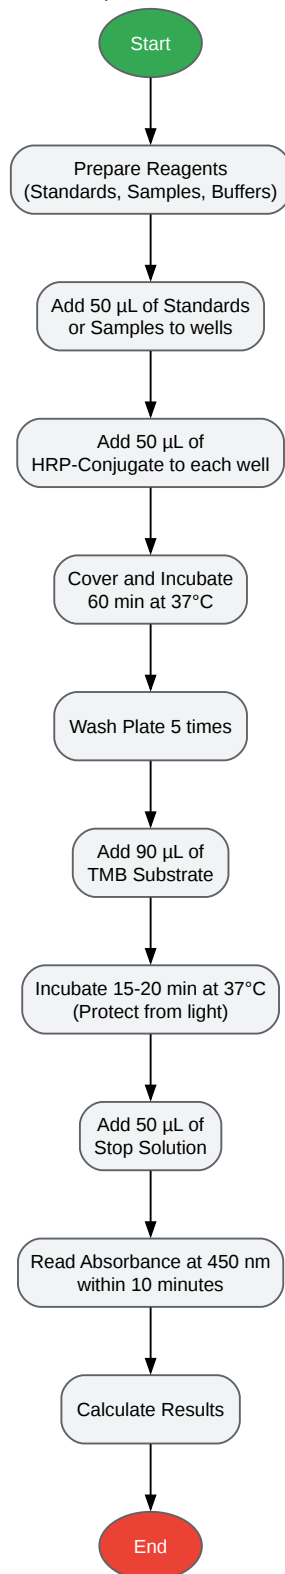 Start
Prepare Reagents
(Standards, Samples, Buffers)
Add 50 µL of Standards
or Samples to wells
Add 50 µL of
HRP-Conjugate to each well
Cover and Incubate
60 min at 37°C
Wash Plate 5 times
Add 90 µL of
TMB Substrate
Incubate 15-20 min at 37°C
(Protect from light)
Add 50 µL of
Stop Solution
Read Absorbance at 450 nm
within 10 minutes
Calculate Results
End